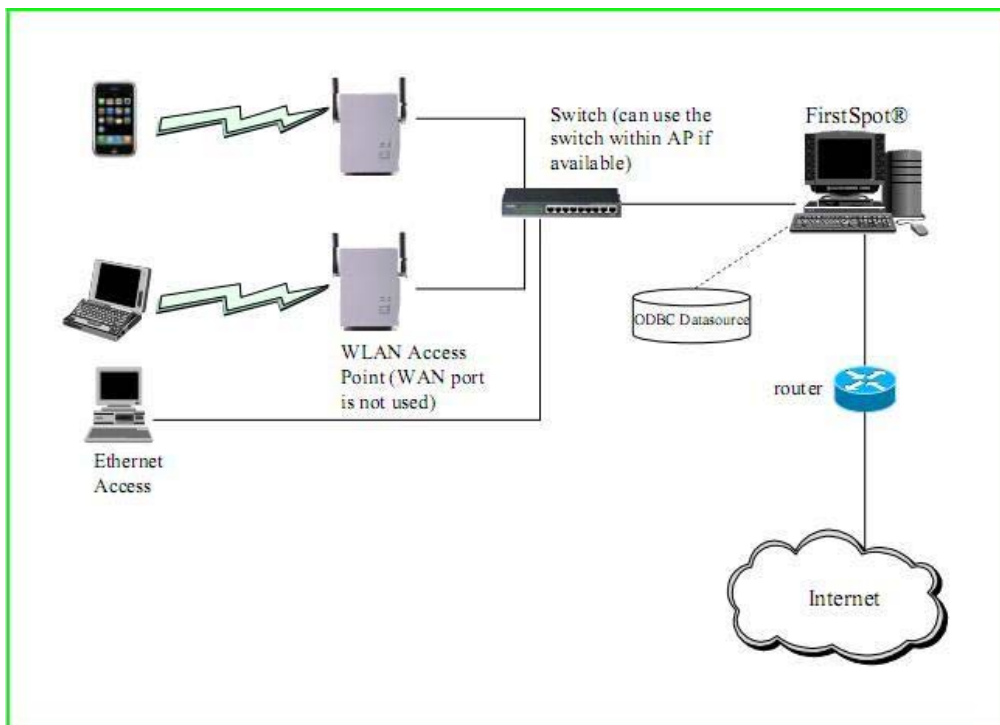 Switch (can use the
switch within AP if
available)
FirstSpot®
ODBC Datasource
WLAN Access
Point (WAN port
is not used)
router
Ethernet
Access
Internet